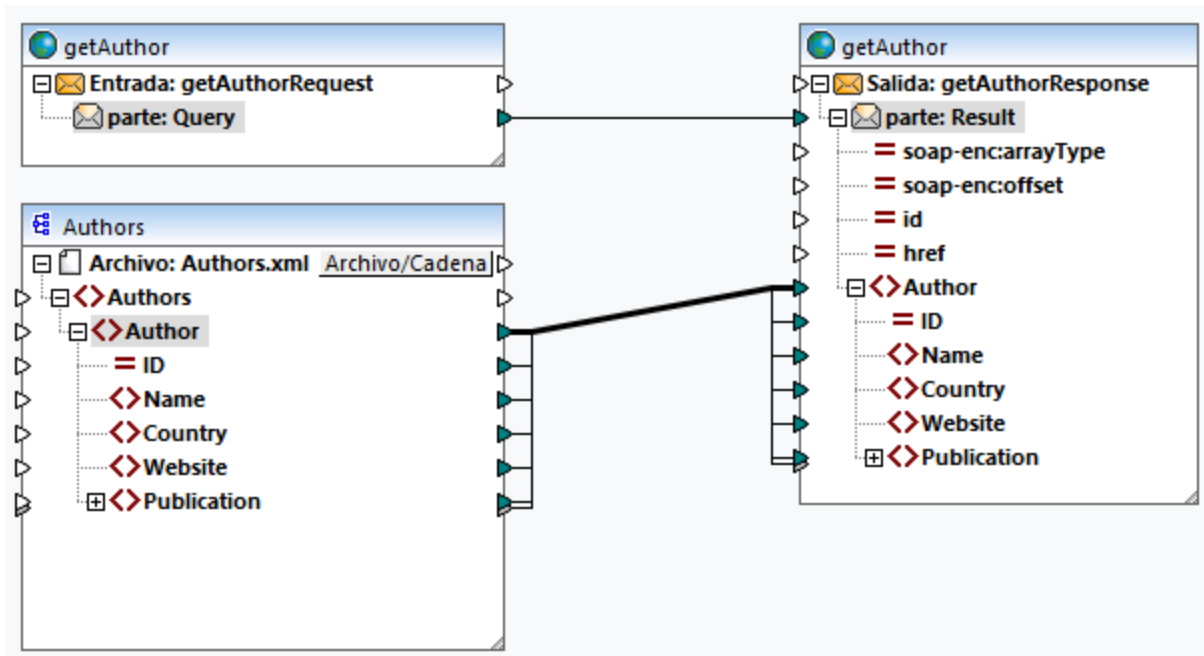 getAuthor
Entrada: getAuthorRequest
parte: Query
Authors
Archivo: Authors.xml Archivo/Cadena
Authors
Author
ID
Name
Country
Website
Publication
getAuthor
Salida: getAuthorResponse
parte: Result
soap-enc:arrayType
soap-enc:offset
id
href
Author
ID
Name
Country
Website
Publication